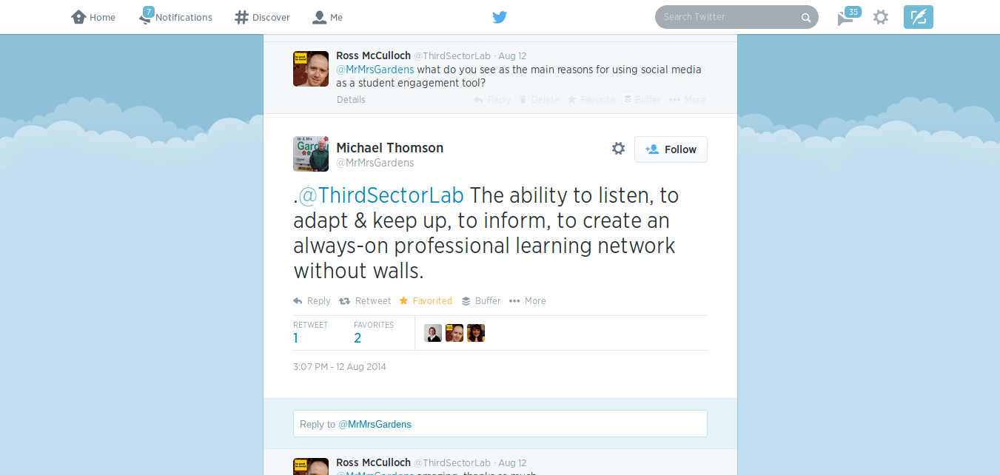 Home
7
Notifications
Discover
Me
Search Twitter
35
Ross McCulloch @ThirdSectorLab · Aug 12
@MrMrsGardens what do you see as the main reasons for using social media
as a student engagement tool?
Details
Reply Delete Favorite Buffer More
Mr & Mrs
Michael Thomson
@MrMrsGardens
Follow
.@ThirdSectorLab The ability to listen, to
adapt & keep up, to inform, to create an
always-on professional learning network
without walls.
Reply Retweet Favorited Buffer More
RETWEET FAVORITES
1 2
3:07 PM - 12 Aug 2014
Reply to @MrMrsGardens
Ross McCulloch @ThirdSectorLab · Aug 12
@MrMrsGardens amazing, thanks so much